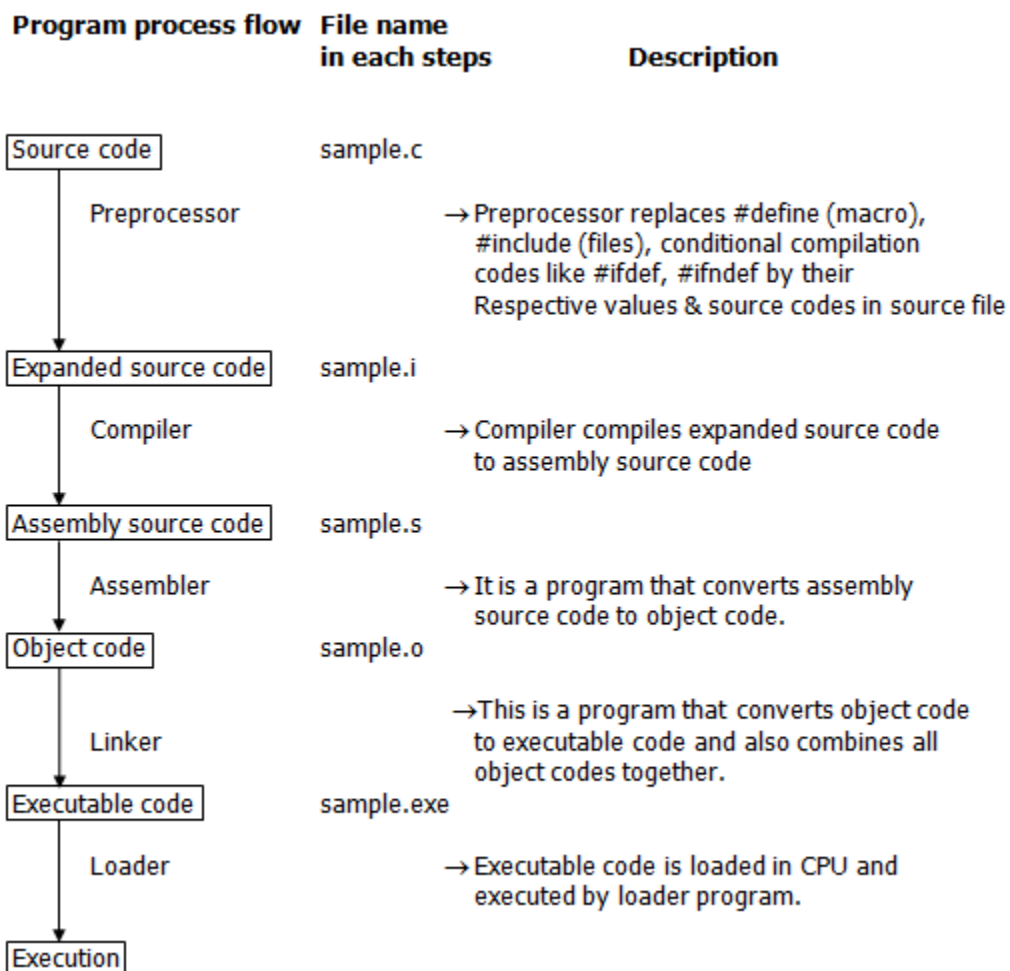 Program process flow File name
in each steps Description
Source code sample.c
Preprocessor → Preprocessor replaces #define (macro),
#include (files), conditional compilation
codes like #ifdef, #ifndef by their
Respective values & source codes in source file
Expanded source code sample.i
Compiler → Compiler compiles expanded source code
to assembly source code
Assembly source code sample.s
Assembler → It is a program that converts assembly
source code to object code.
Object code sample.o
→This is a program that converts object code
Linker to executable code and also combines all
object codes together.
Executable code sample.exe
Loader → Executable code is loaded in CPU and
executed by loader program.
Execution